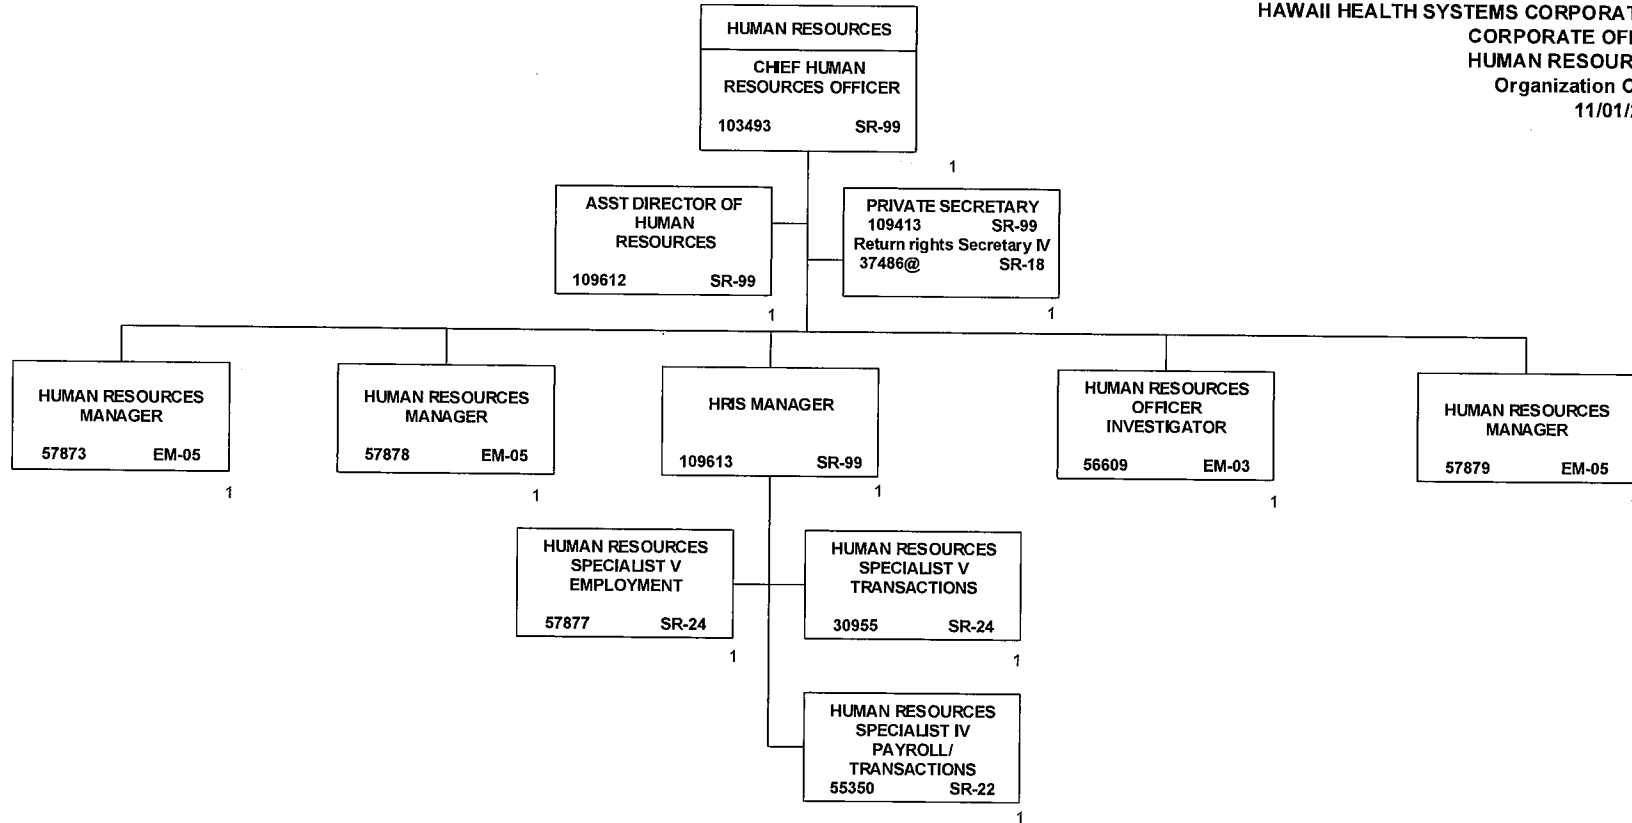 HAWAII HEALTH SYSTEMS CORPORAT
CORPORATE OF
HUMAN RESOUR
Organization C
11/01/
HUMAN RESOURCES
CHIEF HUMAN
RESOURCES OFFICER
103493 SR-99
1
ASST DIRECTOR OF
HUMAN
RESOURCES
109612 SR-99
1
PRIVATE SECRETARY
109413 SR-99
Return rights Secretary IV
37486@ SR-18
1
HUMAN RESOURCES
MANAGER
57873 EM-05
1
HUMAN RESOURCES
MANAGER
57878 EM-05
1
HRIS MANAGER
109613 SR-99
1
HUMAN RESOURCES
OFFICER
INVESTIGATOR
56609 EM-03
1
HUMAN RESOURCES
MANAGER
57879 EM-05
HUMAN RESOURCES
SPECIALIST V
EMPLOYMENT
57877 SR-24
1
HUMAN RESOURCES
SPECIALIST V
TRANSACTIONS
30955 SR-24
1
HUMAN RESOURCES
SPECIALIST IV
PAYROLL/
TRANSACTIONS
55350 SR-22
1